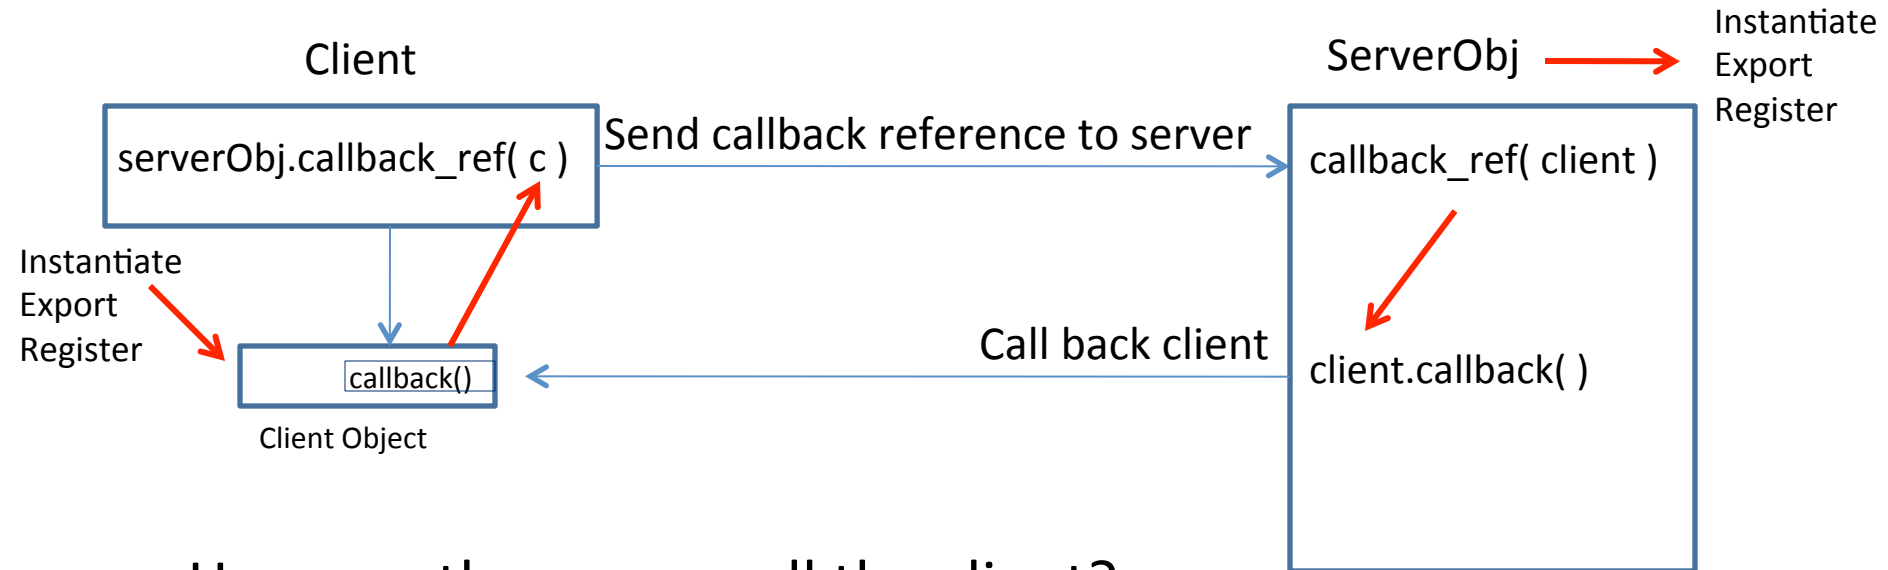 Client
ServerObj
Instantiate
Export
Register
serverObj.callback_ref( c )
Send callback reference to server
callback_ref( client )
Instantiate
Export
Register
callback()
Client Object
Call back client
client.callback( )